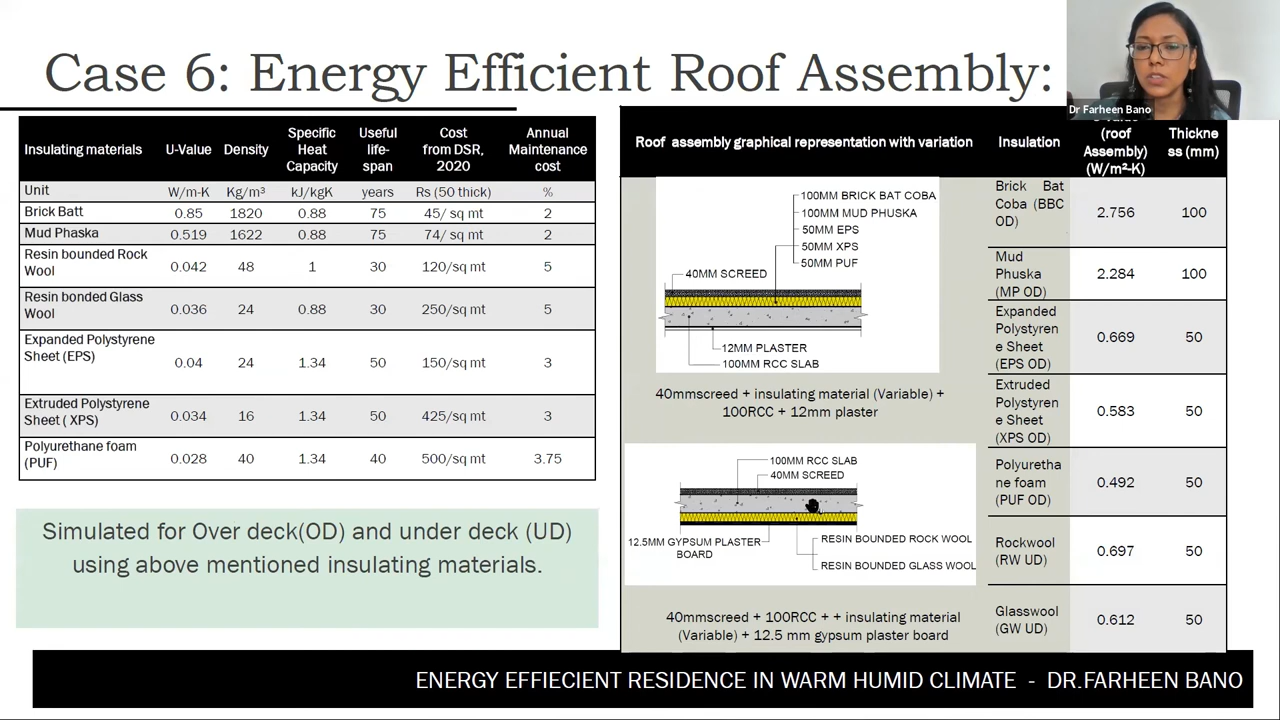 Case 6: Energy Efficient Roof Assembly:
Dr Farheen Bano
Insulating materials U-Value Density Specific Heat Capacity Useful life-span Cost from DSR, 2020 Annual Maintenance cost
Unit W/m-K Kg/m³ kJ/kgK years Rs (50 thick) %
Brick Batt 0.85 1820 0.88 75 45/ sq mt 2
Mud Phaska 0.519 1622 0.88 75 74/ sq mt 2
Resin bounded Rock Wool 0.042 48 1 30 120/sq mt 5
Resin bonded Glass Wool 0.036 24 0.88 30 250/sq mt 5
Expanded Polystyrene Sheet (EPS) 0.04 24 1.34 50 150/sq mt 3
Extruded Polystyrene Sheet ( XPS) 0.034 16 1.34 50 425/sq mt 3
Polyurethane foam (PUF) 0.028 40 1.34 40 500/sq mt 3.75
Simulated for Over deck(OD) and under deck (UD)
using above mentioned insulating materials.
Roof assembly graphical representation with variation
100MM BRICK BAT COBA
100MM MUD PHUSKA
50MM EPS
50MM XPS
50MM PUF
40MM SCREED
12MM PLASTER
100MM RCC SLAB
40mmscreed + insulating material (Variable) +
100RCC + 12mm plaster
100MM RCC SLAB
40MM SCREED
12.5MM GYPSUM PLASTER
BOARD
RESIN BOUNDED ROCK WOOL
RESIN BOUNDED GLASS WOOL
40mmscreed + 100RCC + + insulating material
(Variable) + 12.5 mm gypsum plaster board
Insulation (roof Assembly) (W/m²-K) Thickne ss (mm)
Brick Bat Coba (BBC OD) 2.756 100
Mud Phuska (MP OD) 2.284 100
Expanded Polystyren e Sheet (EPS OD) 0.669 50
Extruded Polystyren e Sheet (XPS OD) 0.583 50
Polyuretha ne foam (PUF OD) 0.492 50
Rockwool (RW UD) 0.697 50
Glasswool (GW UD) 0.612 50
ENERGY EFFIECIENT RESIDENCE IN WARM HUMID CLIMATE - DR.FARHEEN BANO